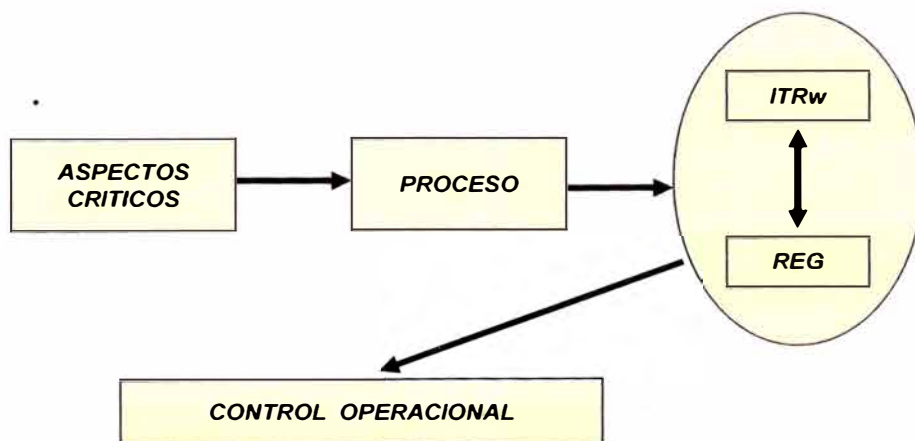 ASPECTOS
CRITICOS
PROCESO
ITRw
REG
CONTROL OPERACIONAL